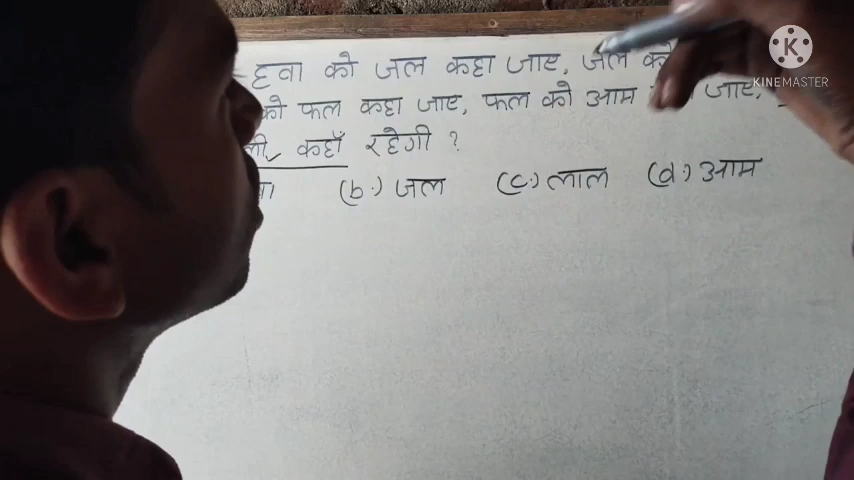 हवा को जल कहा जाए, जल को
को फल कहा जाए, फल को आम जाए,
कहाँ रहेगी ?
(b.) जल (c.) लाल (d.) आम
K
KINEMASTER